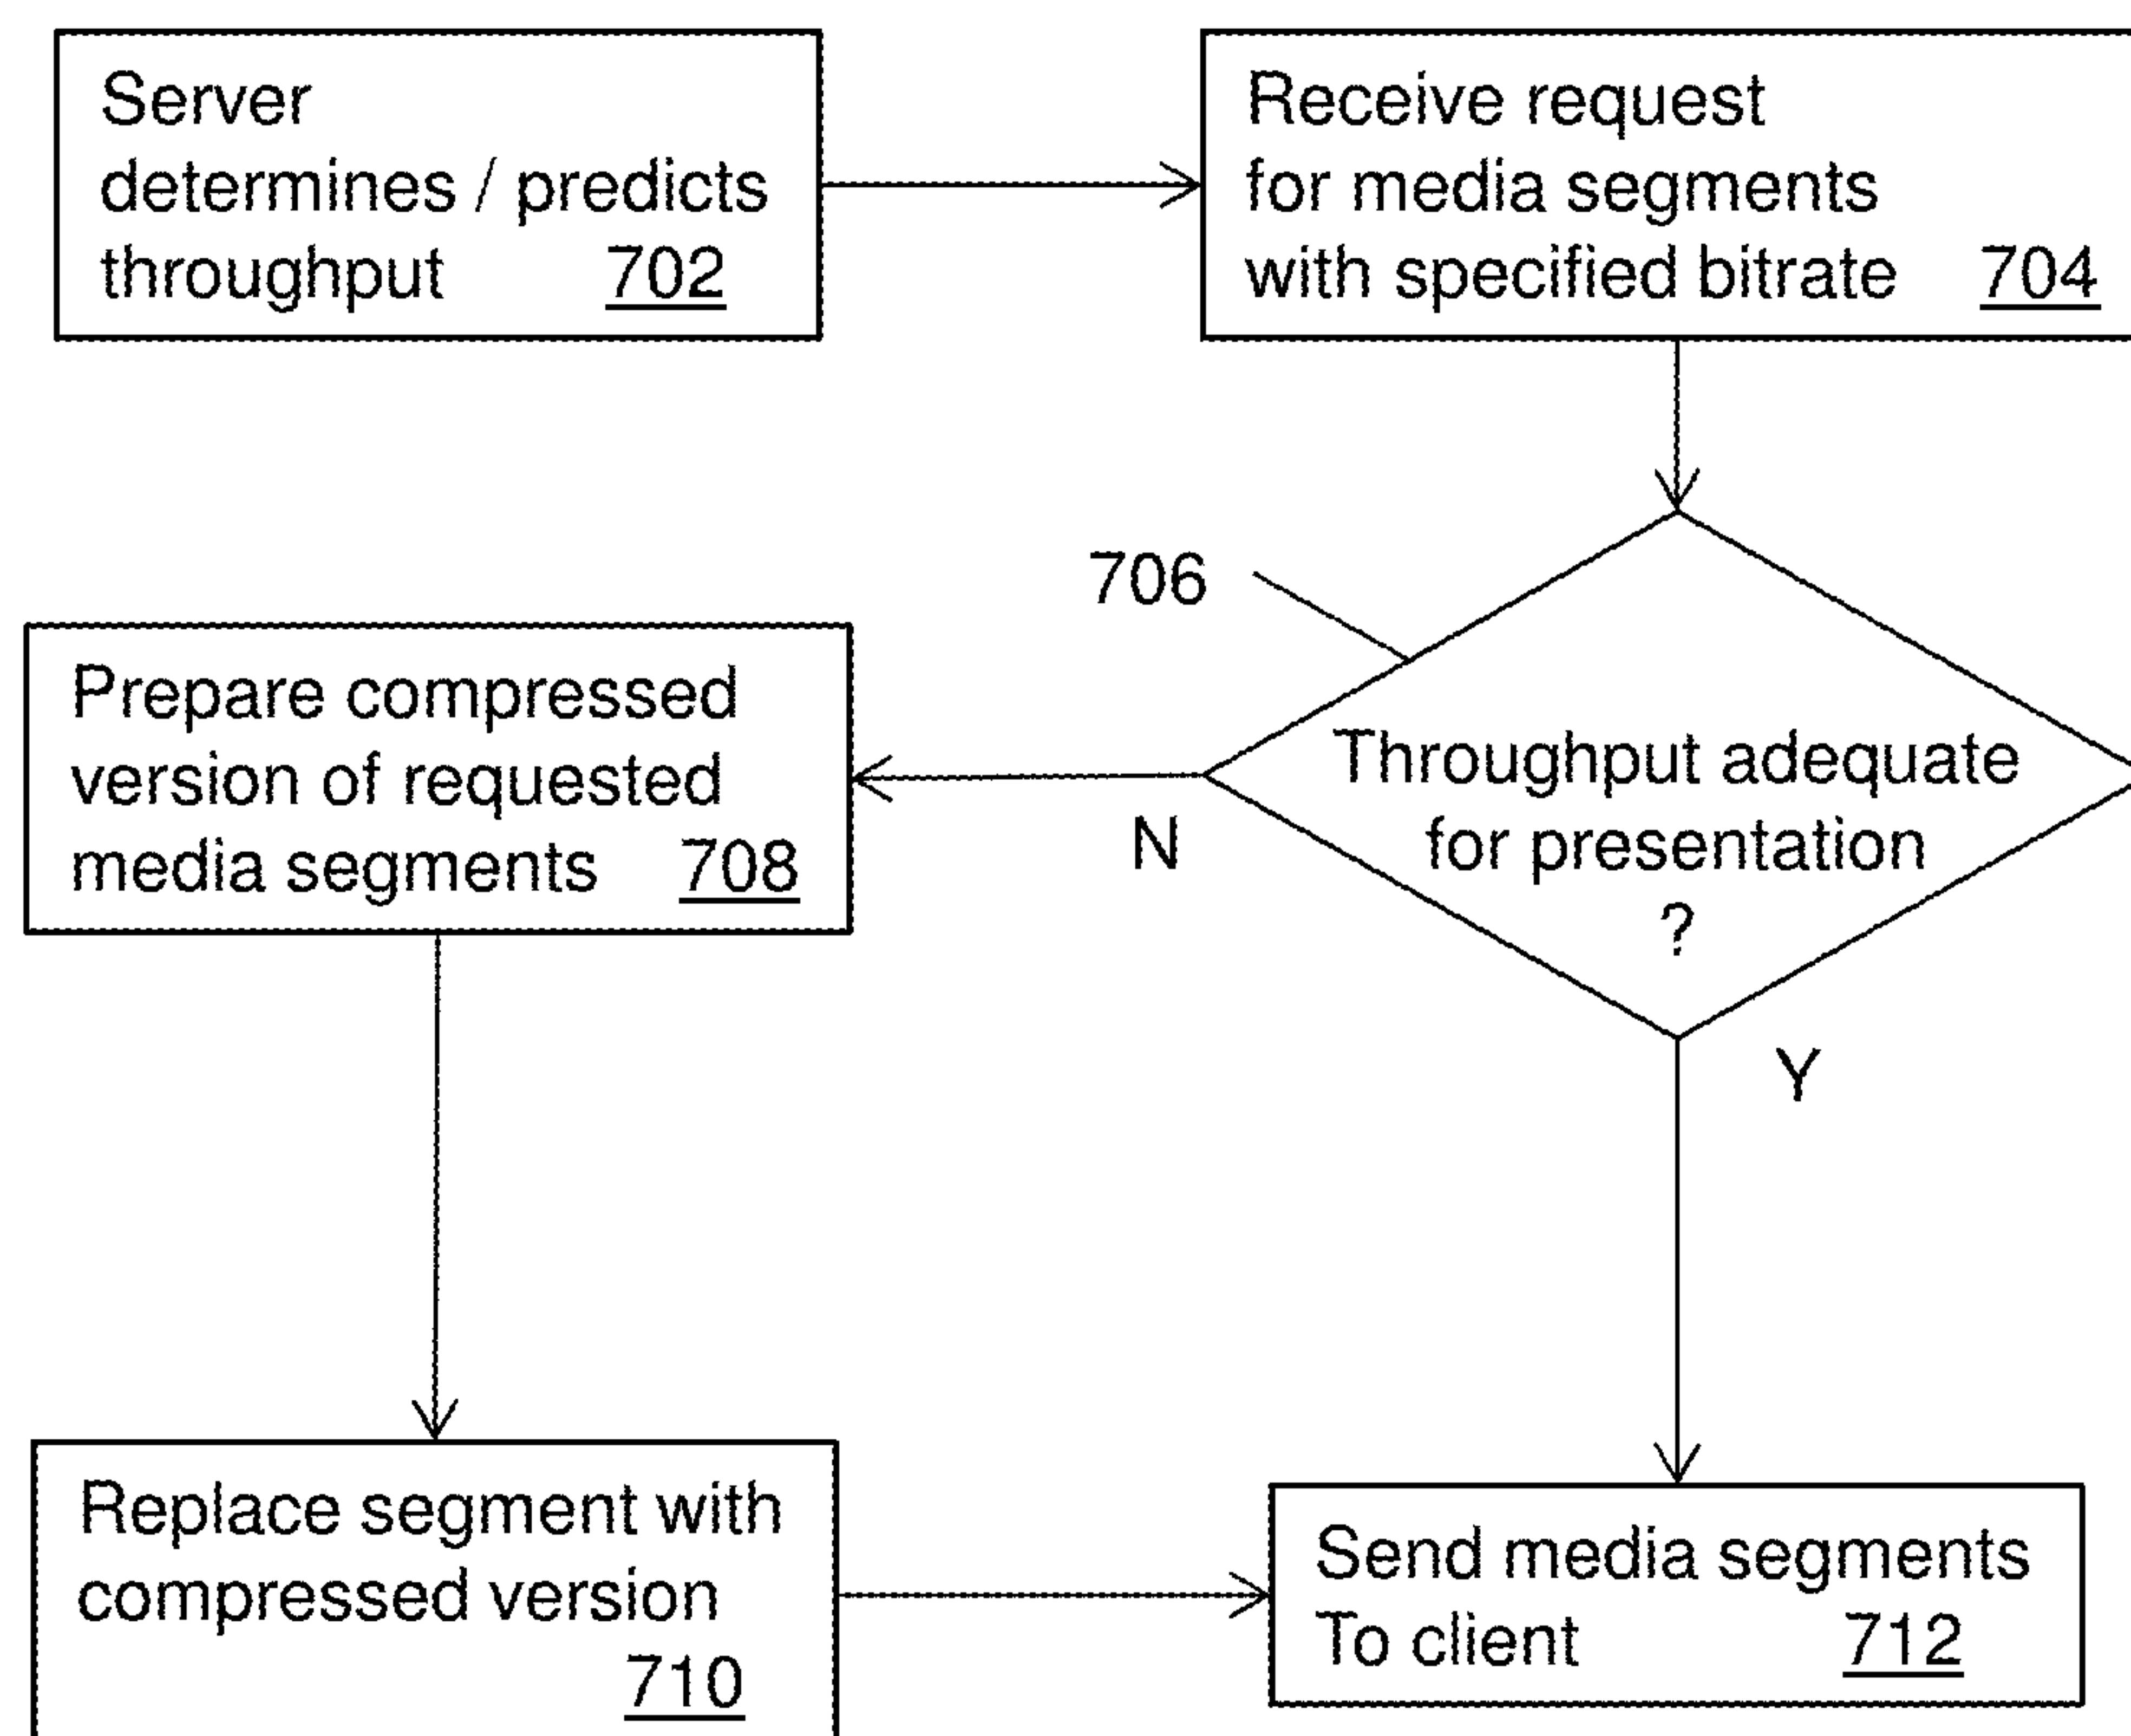 Server
determines / predicts
throughput 702
Receive request
for media segments
with specified bitrate 704
706
Throughput adequate
for presentation
?
N
Y
Prepare compressed
version of requested
media segments 708
Replace segment with
compressed version
710
Send media segments
To client 712